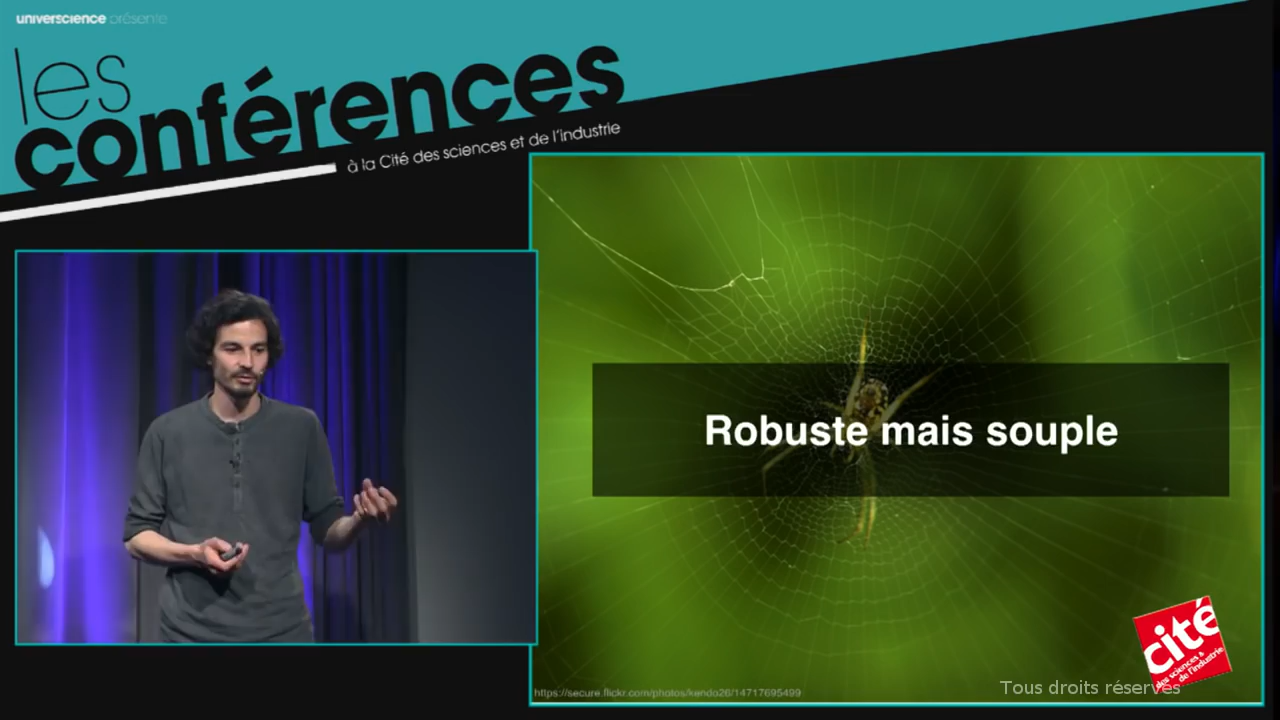 universcience présente
les
conférences
à la Cité des sciences et de l'industrie
Robuste mais souple
cité
des sciences &
de l'industrie
https://secure.flickr.com/photos/kendo26/14717695499
Tous droits réservés